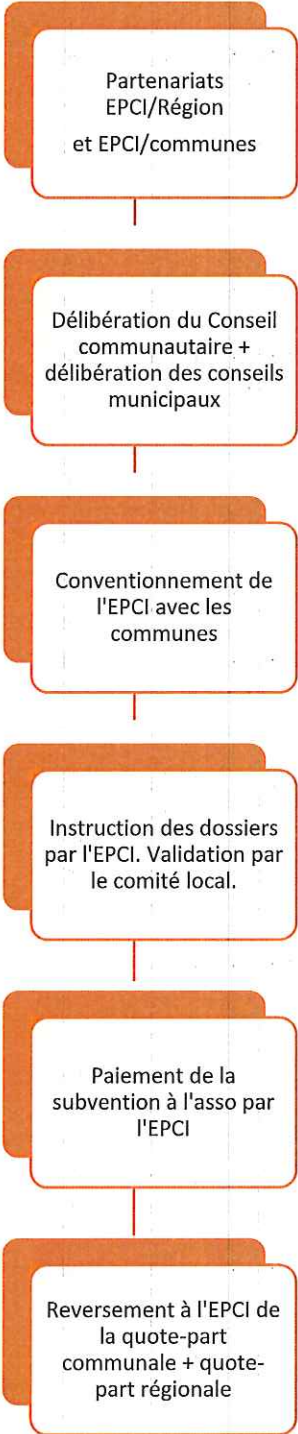 Partenariats
EPCI/Région
et EPCI/communes
Délibération du Conseil
communautaire +
délibération des conseils
municipaux
Conventionnement de
l'EPCI avec les
communes
Instruction des dossiers
par l'EPCI. Validation par
le comité local.
Paiement de la
subvention à l'asso par
l'EPCI
Reversement à l'EPCI de
la quote-part
communale + quote-
part régionale